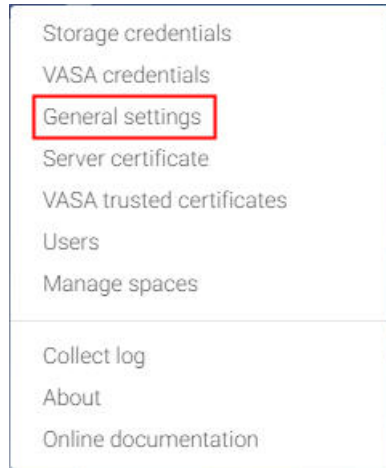 Storage credentials
VASA credentials
General settings
Server certificate
VASA trusted certificates
Users
Manage spaces
Collect log
About
Online documentation